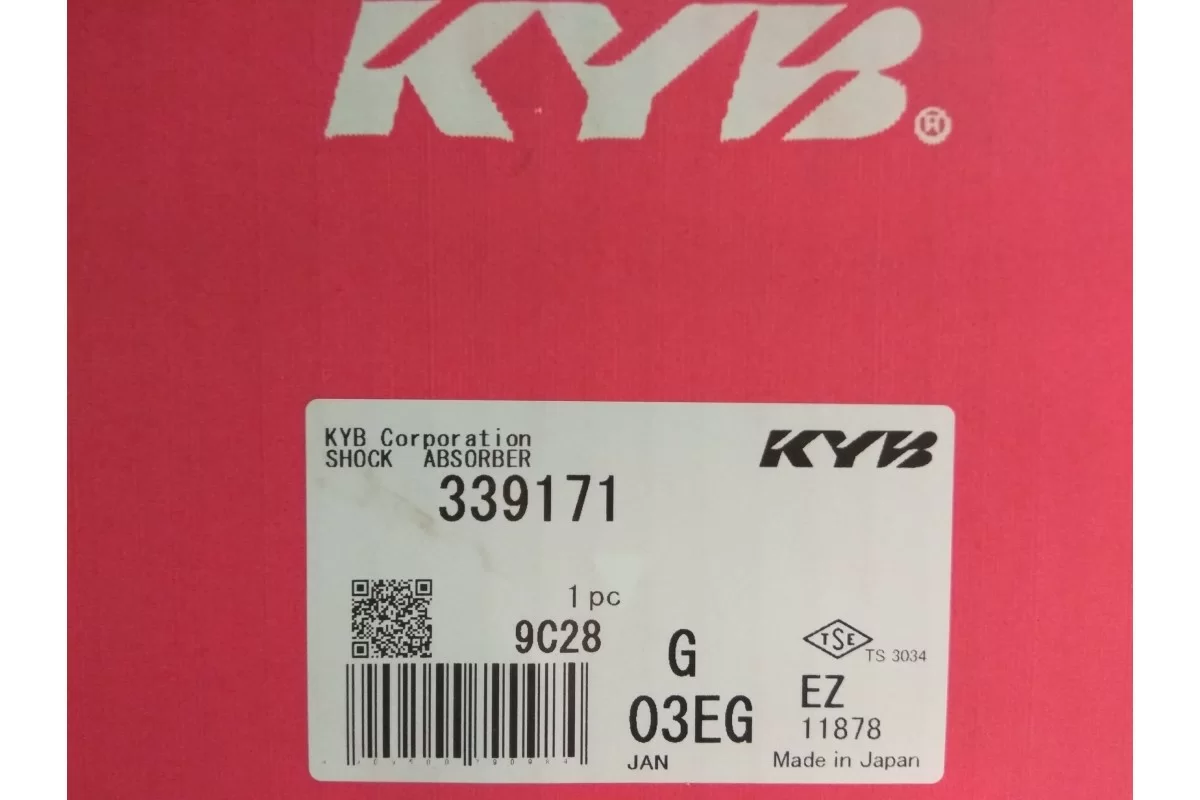 KYB®
KYB Corporation
KYB
SHOCK ABSORBER
339171
1 pc
9C28
G
TSE
TS 3034
03EG
EZ
11878
JAN
Made in Japan